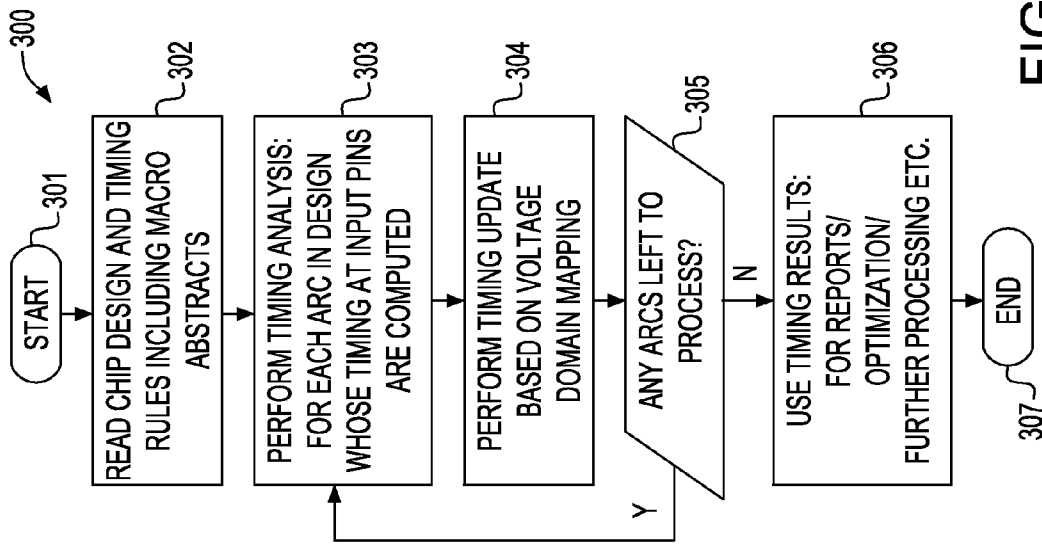 300
START
301
READ CHIP DESIGN AND TIMING
RULES INCLUDING MACRO
ABSTRACTS
302
PERFORM TIMING ANALYSIS:
FOR EACH ARC IN DESIGN
WHOSE TIMING AT INPUT PINS
ARE COMPUTED
303
PERFORM TIMING UPDATE
BASED ON VOLTAGE
DOMAIN MAPPING
304
ANY ARCS LEFT TO
PROCESS?
305
Y
N
USE TIMING RESULTS:
FOR REPORTS/
OPTIMIZATION/
FURTHER PROCESSING ETC.
306
END
307